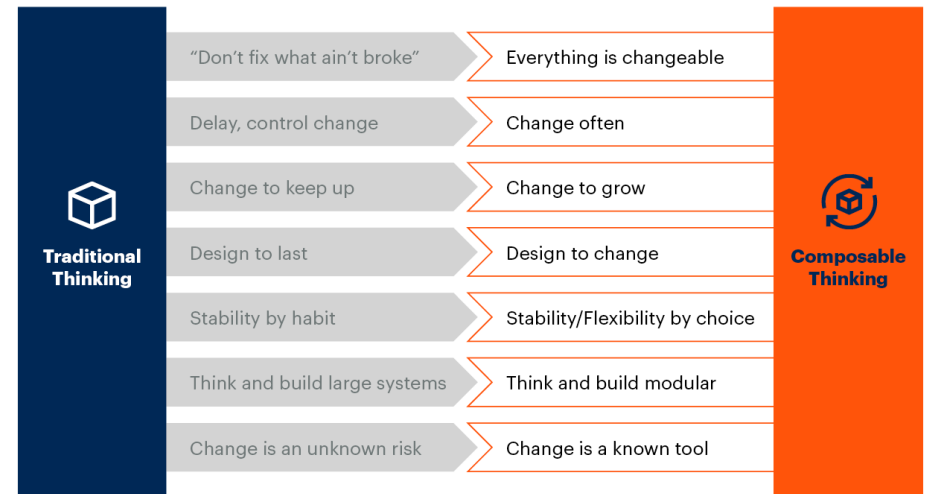 “Don’t fix what ain’t broke”
Everything is changeable
Delay, control change
Change often
Change to keep up
Change to grow
Traditional
Thinking
Design to last
Design to change
Composable
Thinking
Stability by habit
Stability/Flexibility by choice
Think and build large systems
Think and build modular
Change is an unknown risk
Change is a known tool